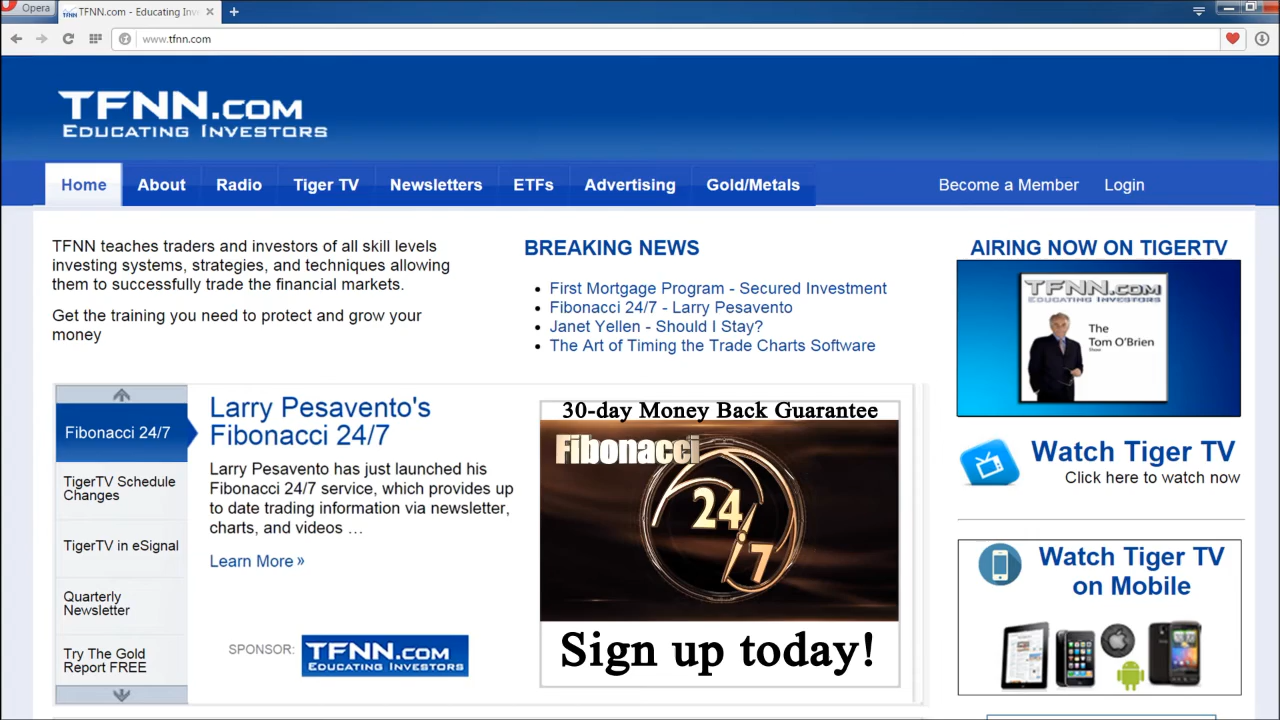 Opera
TFNN.com - Educating Inv
www.tfnn.com
TFNN.COM
EDUCATING INVESTORS
Home
About
Radio
Tiger TV
Newsletters
ETFs
Advertising
Gold/Metals
Become a Member
Login
TFNN teaches traders and investors of all skill levels
investing systems, strategies, and techniques allowing
them to successfully trade the financial markets.
Get the training you need to protect and grow your
money
BREAKING NEWS
First Mortgage Program - Secured Investment
Fibonacci 24/7 - Larry Pesavento
Janet Yellen - Should I Stay?
The Art of Timing the Trade Charts Software
AIRING NOW ON TIGERTV
TFNN.COM
EDUCATING INVESTORS
The
Tom O'Brien
Show
Watch Tiger TV
Click here to watch now
Watch Tiger TV
on Mobile
Fibonacci 24/7
TigerTV Schedule
Changes
TigerTV in eSignal
Quarterly
Newsletter
Try The Gold
Report FREE
Larry Pesavento's
Fibonacci 24/7
Larry Pesavento has just launched his
Fibonacci 24/7 service, which provides up
to date trading information via newsletter,
charts, and videos …
Learn More »
SPONSOR:
TFNN.COM
EDUCATING INVESTORS
30-day Money Back Guarantee
Fibonacci
24
7
Sign up today!